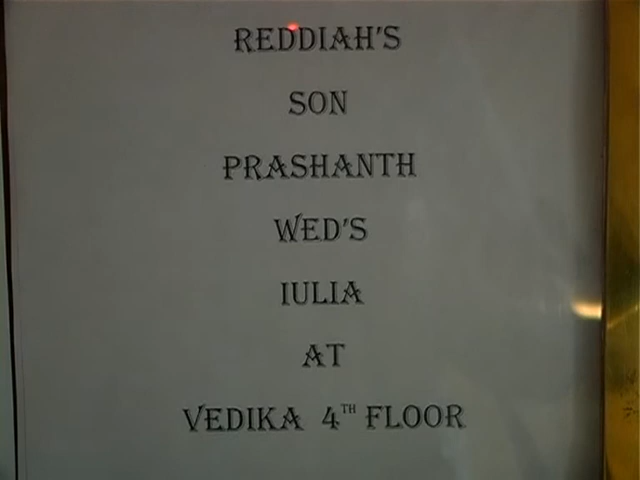 REDDIAH'S
SON
PRASHANTH
WED'S
IULIA
AT
VEDIKA 4TH FLOOR